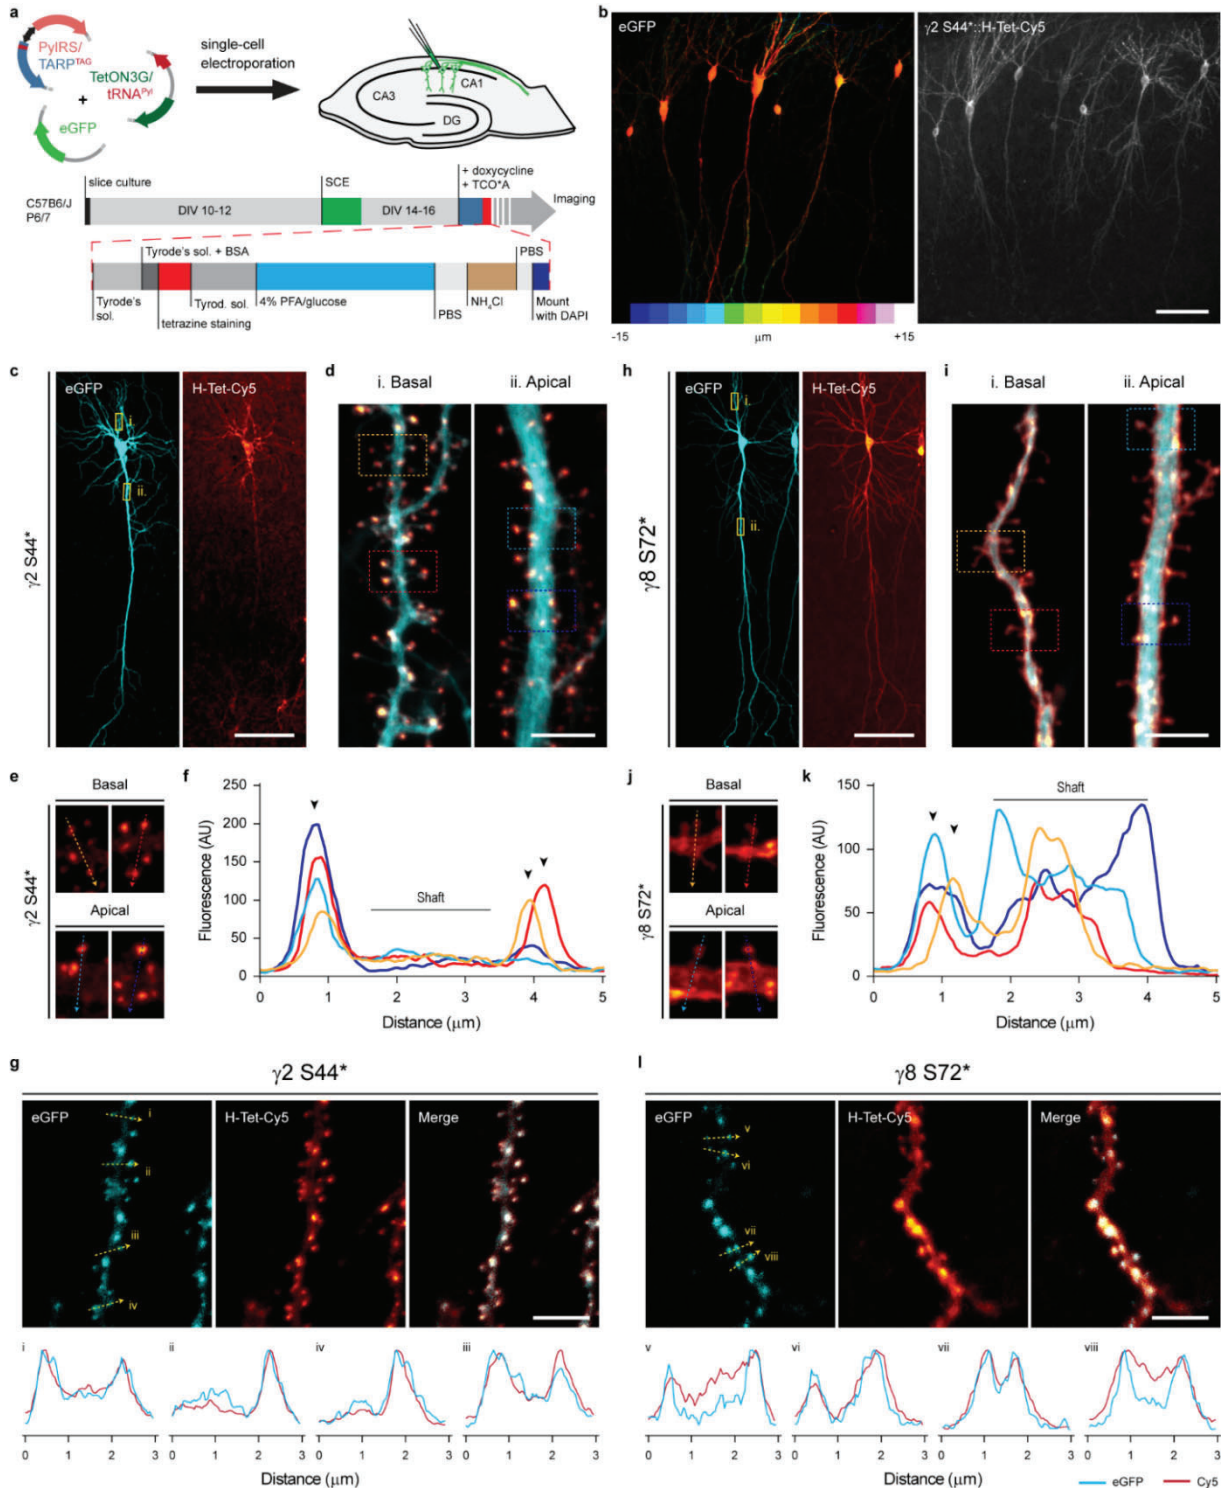 a
PylRS/
TARPTAG
+
TetON3G/
tRNAPyl
eGFP
single-cell
electroporation
CA3
CA1
DG
slice culture
SCE
+ doxycycline
+ TCO*A
C57B6/J
P6/7
DIV 10-12
DIV 14-16
Imaging
Tyrode's sol. + BSA
PBS
Tyrode's
sol.
tetrazine staining
Tyrod. sol.
4% PFA/glucose
PBS
NH4Cl
Mount
with DAPI
b
eGFP
γ2 S44*::H-Tet-Cy5
-15
μm
+15
c
γ2 S44*
eGFP
H-Tet-Cy5
i.
ii.
d
i. Basal
ii. Apical
h
γ8 S72*
eGFP
H-Tet-Cy5
i.
ii.
i
i. Basal
ii. Apical
e
γ2 S44*
Basal
Apical
f
Fluorescence (AU)
250
200
150
100
50
0
Shaft
0 1 2 3 4 5
Distance (μm)
j
γ8 S72*
Basal
Apical
k
Fluorescence (AU)
150
100
50
0
Shaft
0 1 2 3 4 5
Distance (μm)
g
γ2 S44*
eGFP
H-Tet-Cy5
Merge
i
ii
iii
iv
i
ii
iv
iii
0 1 2 3
0 1 2 3
0 1 2 3
0 1 2 3
Distance (μm)
l
γ8 S72*
eGFP
H-Tet-Cy5
Merge
v
vi
vii
viii
v
vi
vii
viii
0 1 2 3
0 1 2 3
0 1 2 3
0 1 2 3
Distance (μm)
eGFP
Cy5